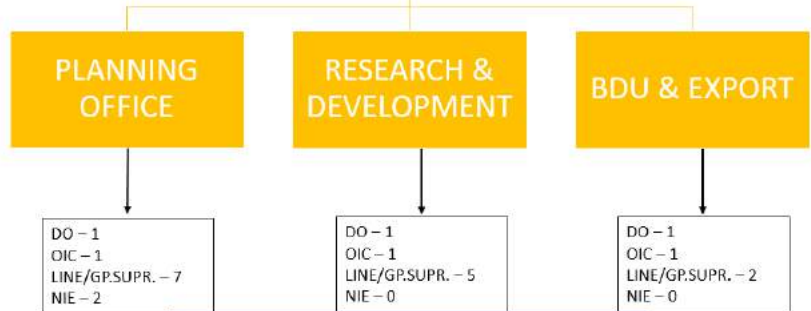 PLANNING
OFFICE
RESEARCH &
DEVELOPMENT
BDU & EXPORT
DO – 1
OIC – 1
LINE/GP.SUPR. – 7
NIE – 2
DO – 1
OIC – 1
LINE/GP.SUPR. – 5
NIE – 0
DO – 1
OIC – 1
LINE/GP.SUPR. – 2
NIE – 0